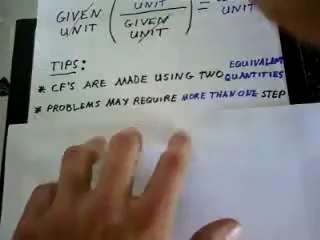 GIVEN UNIT ( UNIT / GIVEN UNIT ) = UNIT
TIPS:
* CF'S ARE MADE USING TWO EQUIVALENT QUANTITIES
* PROBLEMS MAY REQUIRE MORE THAN ONE STEP